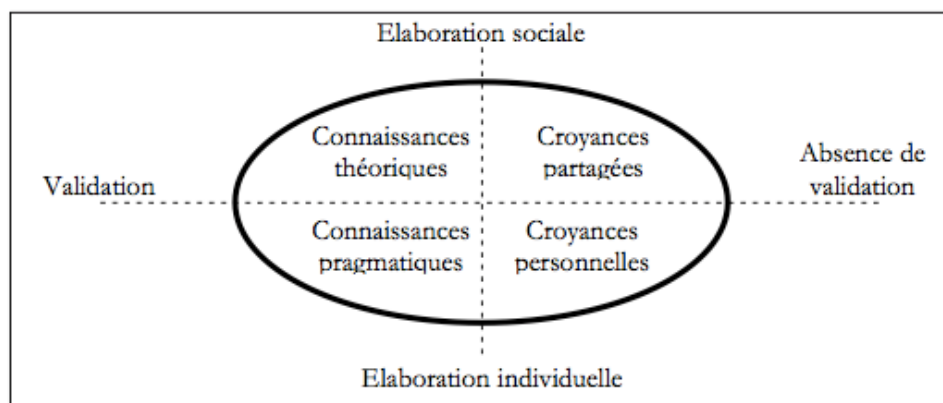 Elaboration sociale
Connaissances
théoriques
Croyances
partagées
Validation
Absence de
validation
Connaissances
pragmatiques
Croyances
personnelles
Elaboration individuelle